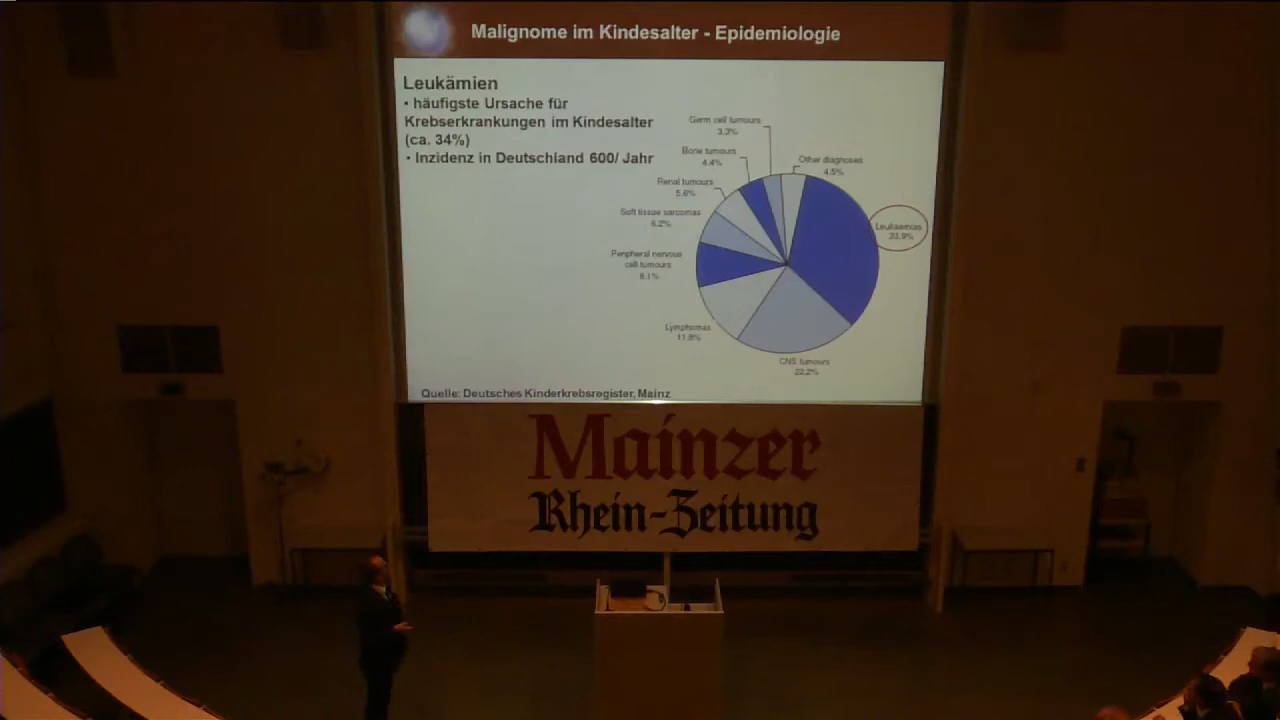 Malignome im Kindesalter - Epidemiologie
Leukämien
• häufigste Ursache für
Krebserkrankungen im Kindesalter
(ca. 34%)
• Inzidenz in Deutschland 600/ Jahr
Germ cell tumours
3.3%
Bone tumours
4.4%
Other diagnoses
4.5%
Renal tumours
5.6%
Soft tissue sarcomas
6.2%
Leukaemias
33.9%
Peripheral nervous
cell tumours
8.1%
Lymphomas
11.8%
CNS tumours
22.2%
Quelle: Deutsches Kinderkrebsregister, Mainz
Mainzer
Rhein-Zeitung